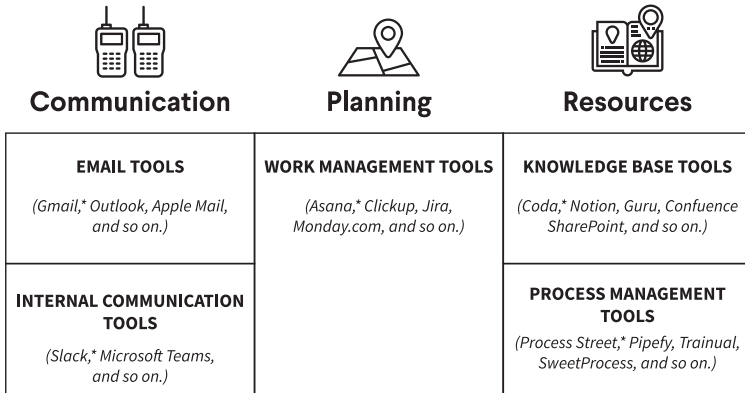 Communication
Planning
Resources
EMAIL TOOLS
(Gmail,* Outlook, Apple Mail,
and so on.)
INTERNAL COMMUNICATION
TOOLS
(Slack,* Microsoft Teams,
and so on.)
WORK MANAGEMENT TOOLS
(Asana,* Clickup, Jira,
Monday.com, and so on.)
KNOWLEDGE BASE TOOLS
(Coda,* Notion, Guru, Confuence
SharePoint, and so on.)
PROCESS MANAGEMENT
TOOLS
(Process Street,* Pipefy, Trainual,
SweetProcess, and so on.)